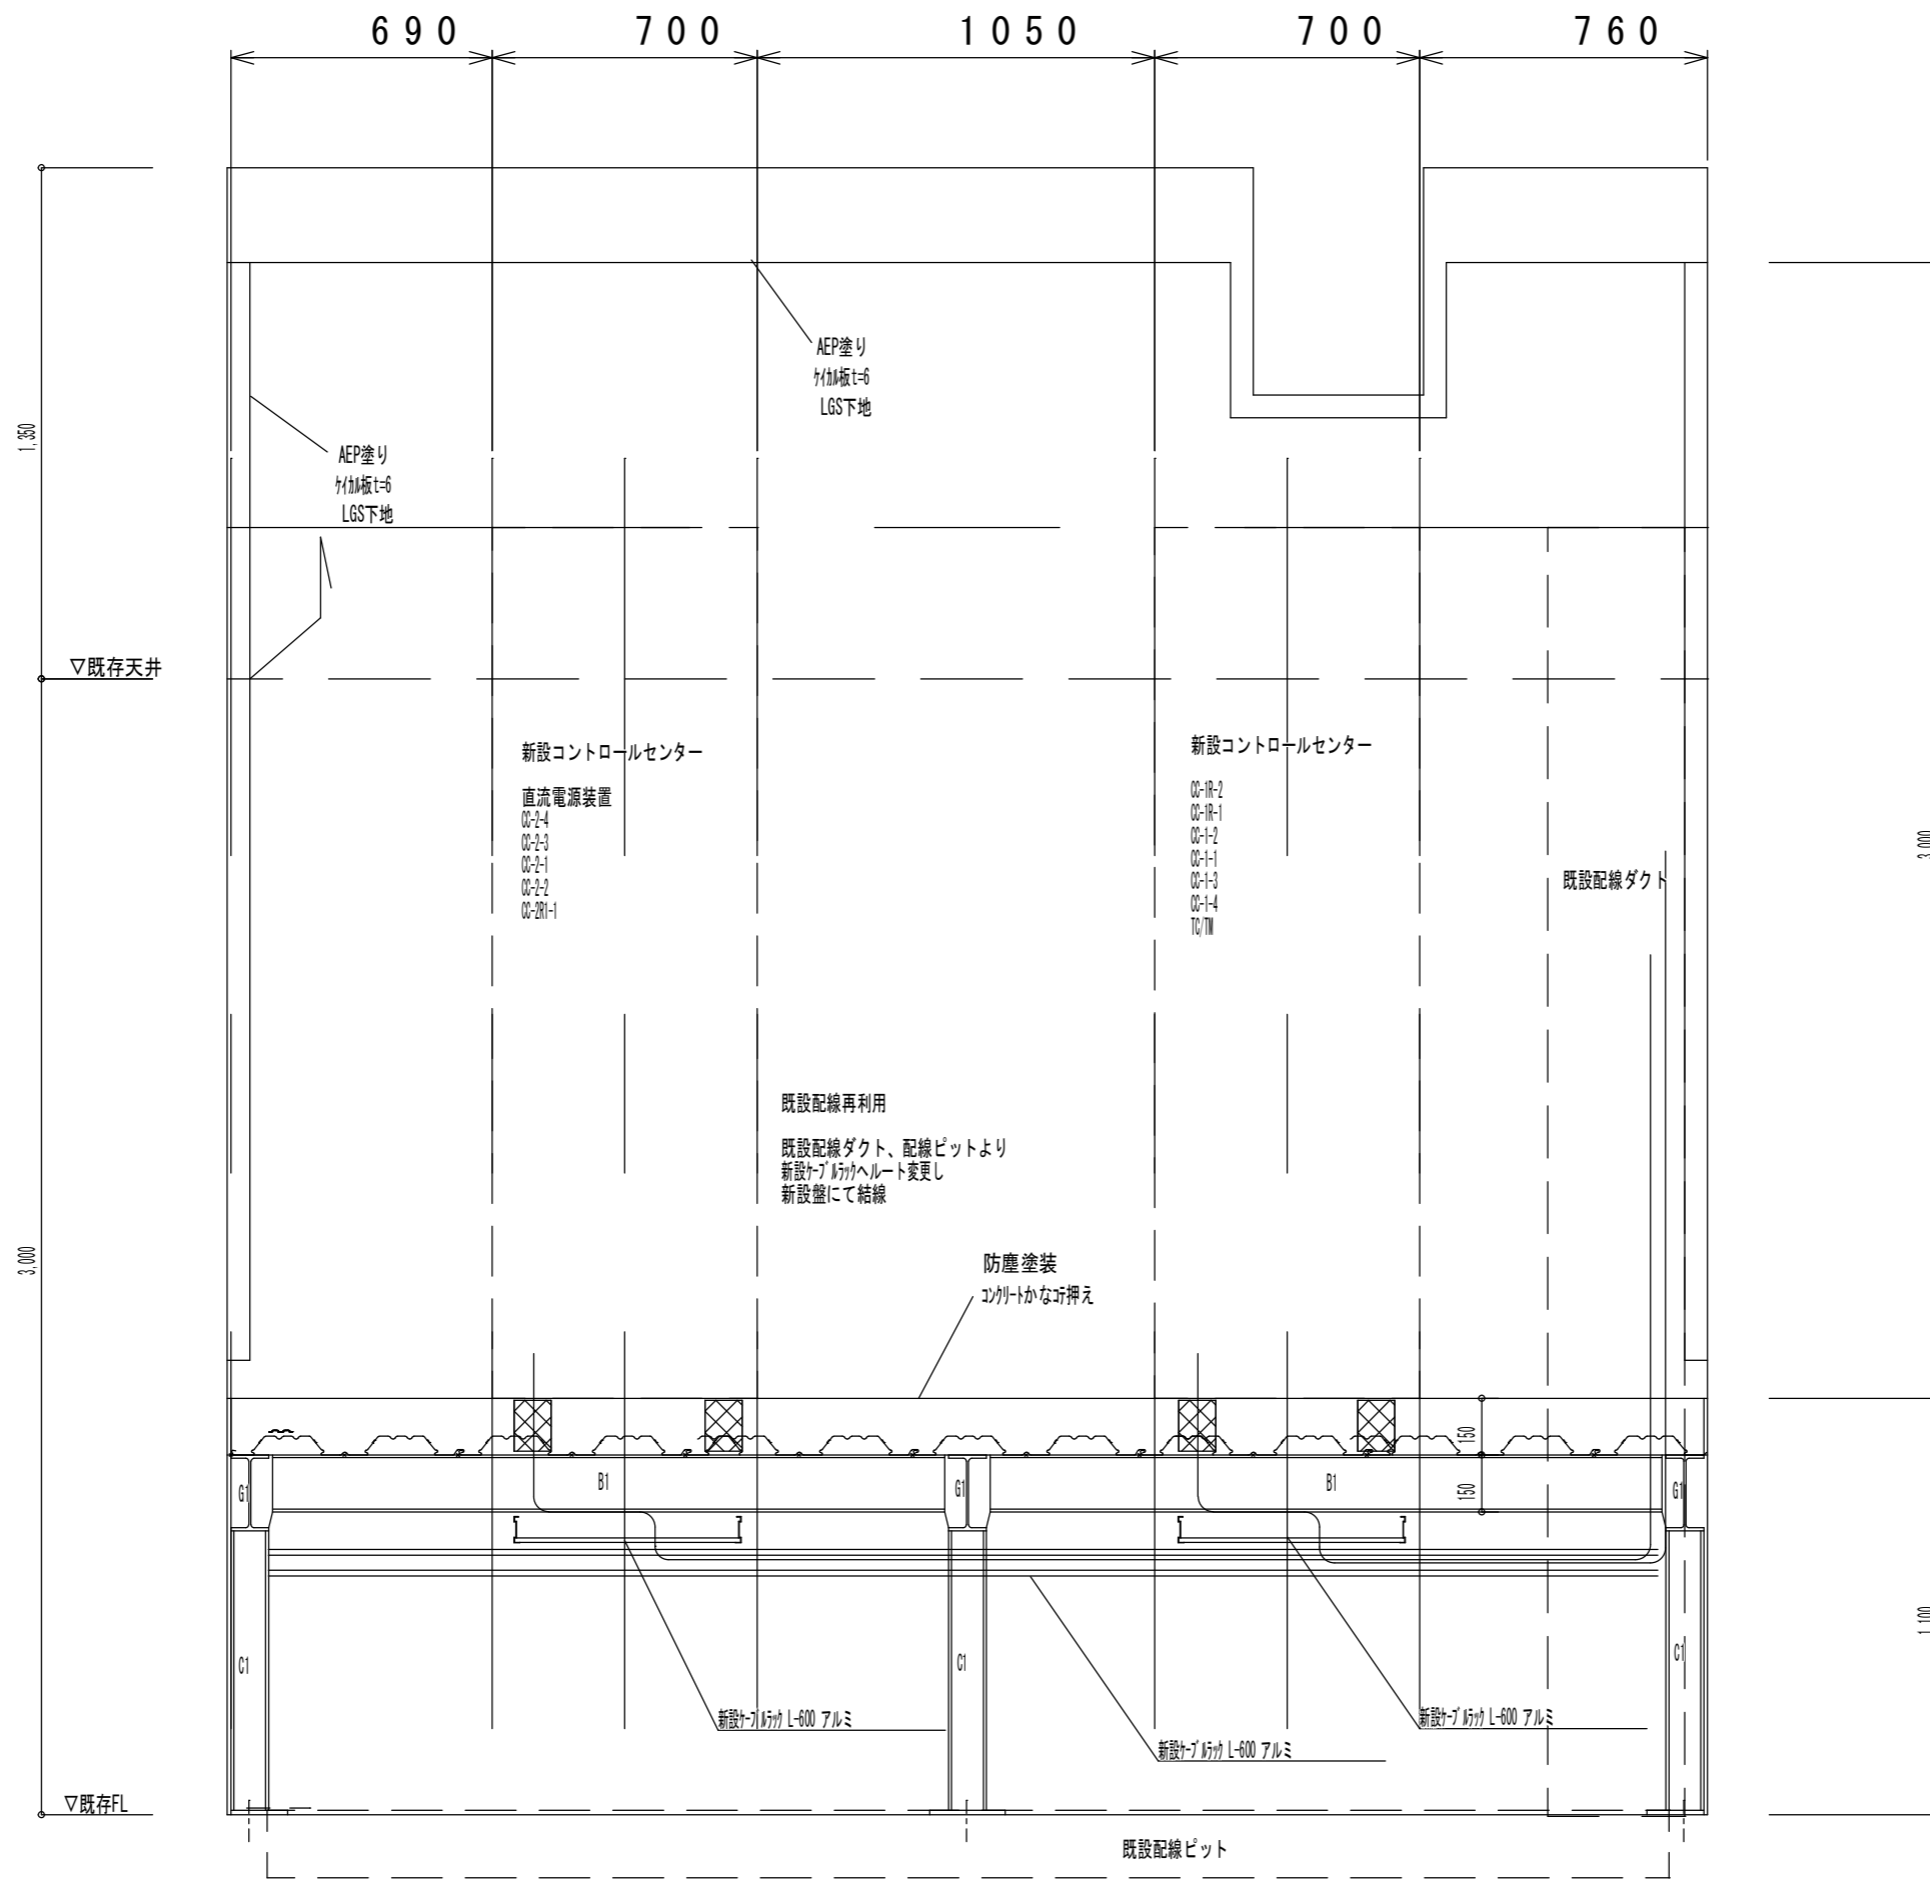 690
700
1050
700
760
AEP塗り
ｹｲｶﾙ板t=6
LGS下地
AEP塗り
ｹｲｶﾙ板t=6
LGS下地
1,350
▽既存天井
新設コントロールセンター
直流電源装置
CC-2-4
CC-2-3
CC-2-1
CC-2-2
CC-2R1-1
新設コントロールセンター
CC-1R-2
CC-1R-1
CC-1-2
CC-1-1
CC-1-3
CC-1-4
TC/TM
既設配線ダクト
3,000
既設配線再利用
既設配線ダクト、配線ピットより
新設ｹｰﾌﾞﾙﾗｯｸへルート変更し
新設盤にて結線
3,000
防塵塗装
ｺﾝｸﾘｰﾄかなｺﾃ押え
150
B1
B1
150
G1
G1
G1
C1
C1
C1
1,100
新設ｹｰﾌﾞﾙﾗｯｸ L-600 アルミ
新設ｹｰﾌﾞﾙﾗｯｸ L-600 アルミ
新設ｹｰﾌﾞﾙﾗｯｸ L-600 アルミ
▽既存FL
既設配線ピット